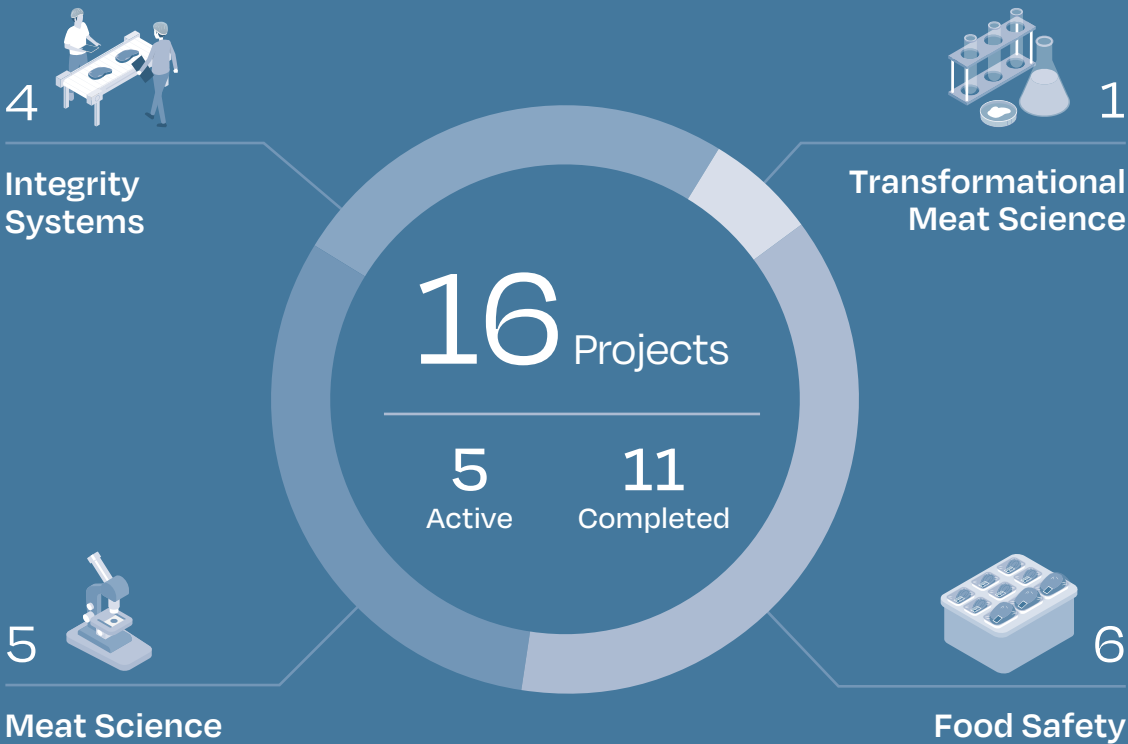 4
Integrity
Systems
1
Transformational
Meat Science
16 Projects
5 11
Active Completed
5
Meat Science
6
Food Safety